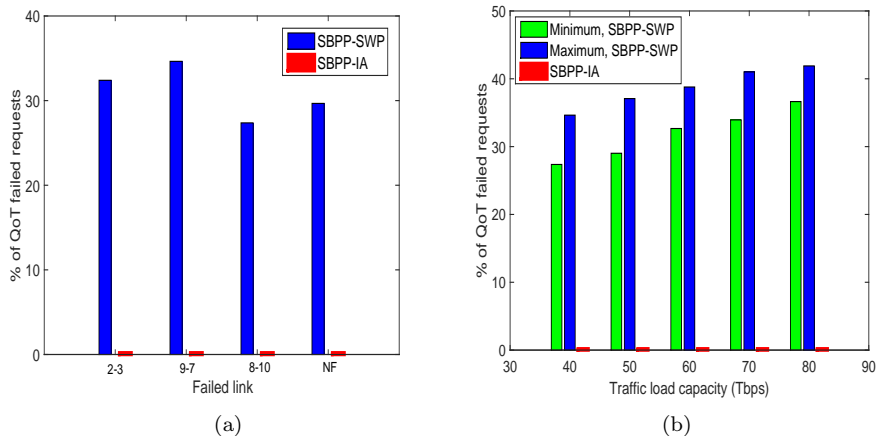 40
30
20
10
0
% of QoT failed requests
SBPP-SWP
SBPP-IA
2-3
9-7
8-10
NF
Failed link
(a)
50
40
30
20
10
0
% of QoT failed requests
Minimum, SBPP-SWP
Maximum, SBPP-SWP
SBPP-IA
30
40
50
60
70
80
90
Traffic load capacity (Tbps)
(b)